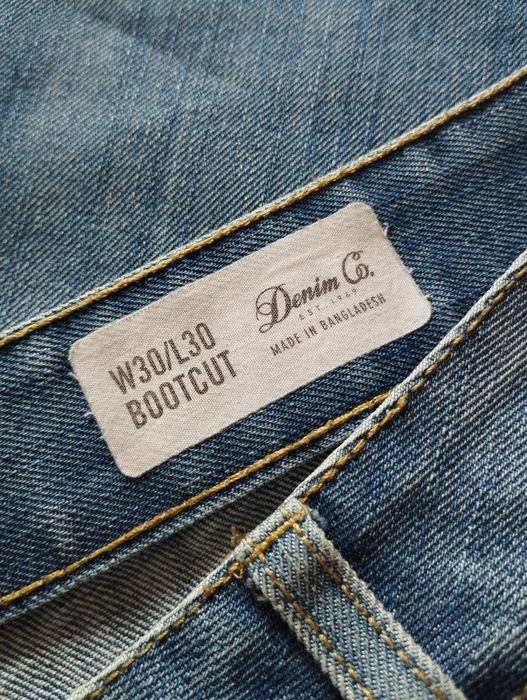 W30/L30
BOOTCUT
Denim Co.
EST. 1969
MADE IN BANGLADESH